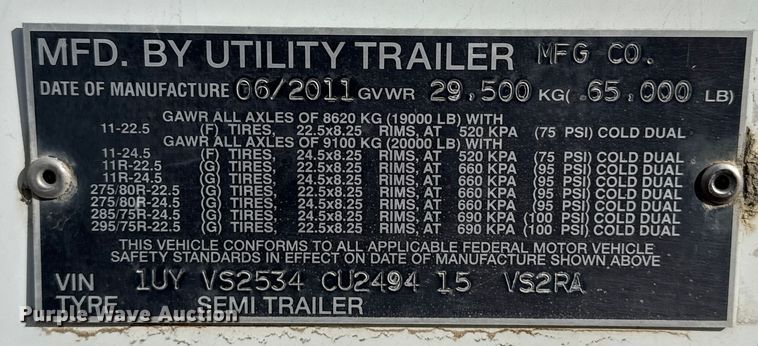 MFD. BY UTILITY TRAILER MFG CO.
DATE OF MANUFACTURE 06/2011 GVWR 29,500 KG( 65,000 LB)
GAWR ALL AXLES OF 8620 KG (19000 LB) WITH
11-22.5 (F) TIRES, 22.5x8.25 RIMS, AT 520 KPA (75 PSI) COLD DUAL
GAWR ALL AXLES OF 9100 KG (20000 LB) WITH
11-24.5 (F) TIRES, 24.5x8.25 RIMS, AT 520 KPA (75 PSI) COLD DUAL
11R-22.5 (G) TIRES, 22.5x8.25 RIMS, AT 660 KPA (95 PSI) COLD DUAL
11R-24.5 (G) TIRES, 24.5x8.25 RIMS, AT 660 KPA (95 PSI) COLD DUAL
275/80R-22.5 (G) TIRES, 22.5x8.25 RIMS, AT 660 KPA (95 PSI) COLD DUAL
275/80R-24.5 (G) TIRES, 24.5x8.25 RIMS, AT 660 KPA (95 PSI) COLD DUAL
285/75R-24.5 (G) TIRES, 24.5x8.25 RIMS, AT 690 KPA (100 PSI) COLD DUAL
295/75R-22.5 (G) TIRES, 22.5x8.25 RIMS, AT 690 KPA (100 PSI) COLD DUAL
THIS VEHICLE CONFORMS TO ALL APPLICABLE FEDERAL MOTOR VEHICLE
SAFETY STANDARDS IN EFFECT ON DATE OF MANUFACTURE SHOWN ABOVE
VIN 1UY VS2534 CU2494 15 VS2RA
TYPE SEMI TRAILER
Purple Wave Auction